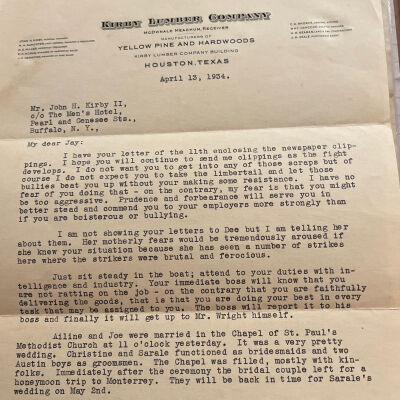 KIRBY LUMBER COMPANY
MCDONALD MEACHUM, RECEIVER
MANUFACTURERS OF
YELLOW PINE AND HARDWOODS
KIRBY LUMBER COMPANY BUILDING
HOUSTON, TEXAS
April 13, 1934.
Mr. John H. Kirby II,
c/o The Men's Hotel,
Pearl and Genesee Sts.,
Buffalo, N. Y.,
My dear Jay:
I have your letter of the 11th enclosing the newspaper clip-
pings. I hope you will continue to send me clippings as the fight
develops. I do not want you to get into any of those scraps but of
course I do not expect you to take the limbertail and let those
bullies beat you up without your making some resistance. I have no
fear of you doing that - on the contrary, my fear is that you might
be too aggressive. Prudence and forbearance will serve you in
better stead and commend you to your employers more strongly than
if you are boisterous or bullying.
I am not showing your letters to Dee but I am telling her
about them. Her motherly fears would be tremendously aroused if
she knew your situation because she has seen a number of strikes
here where the strikers were brutal and ferocious.
Just sit steady in the boat; attend to your duties with in-
telligence and industry. Your immediate boss will know that you
are not ratting on the job - on the contrary that you are faithfully
delivering the goods, that is that you are doing your best in every
task that may be assigned to you. The boss will report it to his
boss and finally it will get up to Mr. Wright himself.
Ailine and Joe were married in the Chapel of St. Paul's
Methodist Church at 11 o'clock yesterday. It was a very pretty
wedding. Christine and Sarale functioned as bridesmaids and two
Austin boys as groomsmen. The Chapel was filled, mostly with kin-
folks. Immediately after the ceremony the bridal couple left for a
honeymoon trip to Monterrey. They will be back in time for Sarale's
wedding on May 2nd.